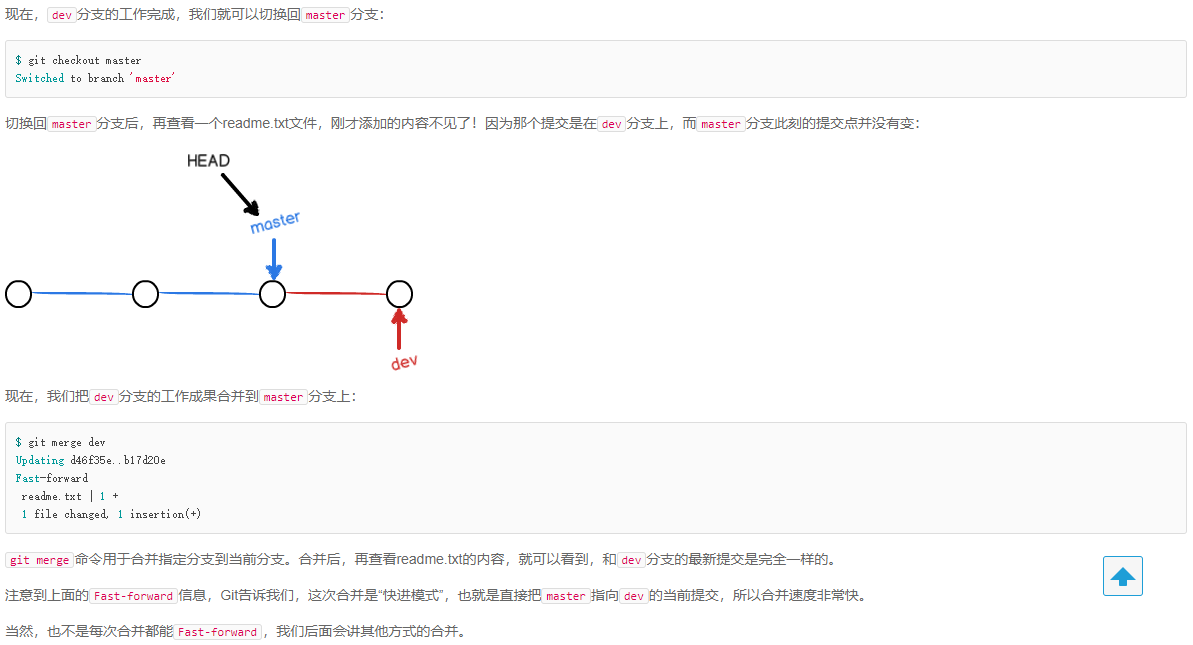 现在，dev分支的工作完成，我们就可以切换回master分支：
$ git checkout master
Switched to branch 'master'
切换回master分支后，再查看一个readme.txt文件，刚才添加的内容不见了！因为那个提交是在dev分支上，而master分支此刻的提交点并没有变：
HEAD
master
dev
现在，我们把dev分支的工作成果合并到master分支上：
$ git merge dev
Updating d46f35e..b17d20e
Fast-forward
readme.txt | 1 +
1 file changed, 1 insertion(+)
git merge命令用于合并指定分支到当前分支。合并后，再查看readme.txt的内容，就可以看到，和dev分支的最新提交是完全一样的。
注意到上面的Fast-forward信息，Git告诉我们，这次合并是“快进模式”，也就是直接把master指向dev的当前提交，所以合并速度非常快。
当然，也不是每次合并都能Fast-forward，我们后面会讲其他方式的合并。